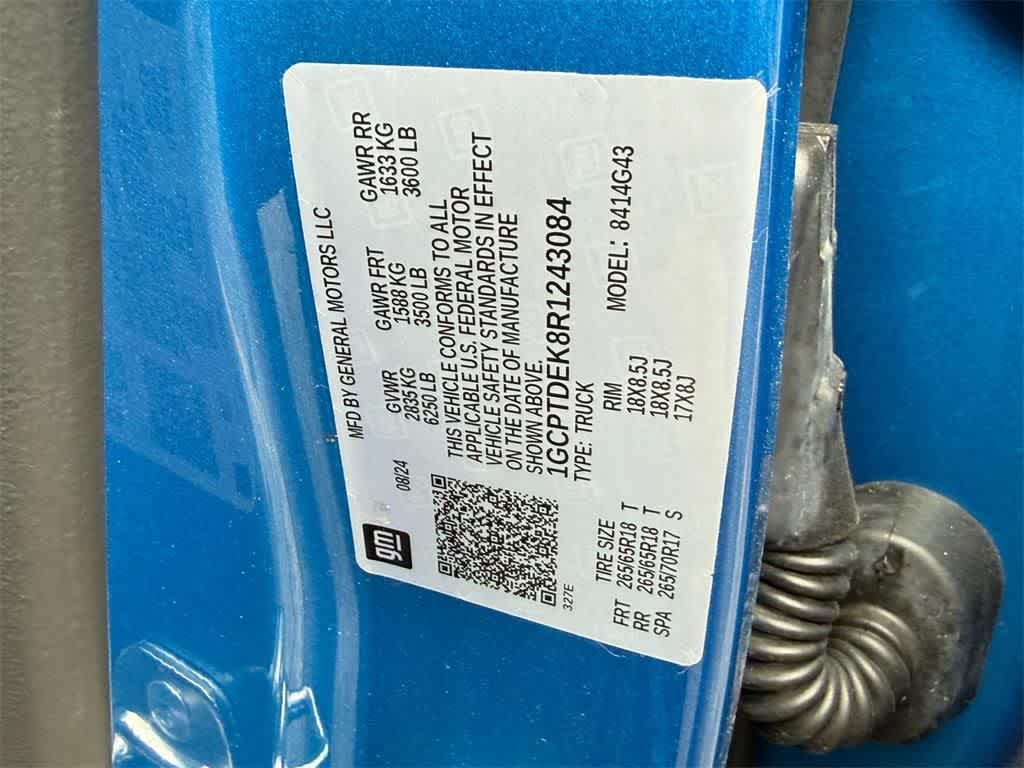 gm
MFD BY GENERAL MOTORS LLC
08/24
GVWR GAWR FRT GAWR RR
2835 KG 1588 KG 1633 KG
6250 LB 3500 LB 3600 LB
THIS VEHICLE CONFORMS TO ALL
APPLICABLE U.S. FEDERAL MOTOR
VEHICLE SAFETY STANDARDS IN EFFECT
ON THE DATE OF MANUFACTURE
SHOWN ABOVE.
1GCPTDEK8R1243084
327E
TYPE: TRUCK
TIRE SIZE RIM MODEL: 8414G43
FRT 265/65R18 T 18X8.5J
RR 265/65R18 T 18X8.5J
SPA 265/70R17 S 17X8J